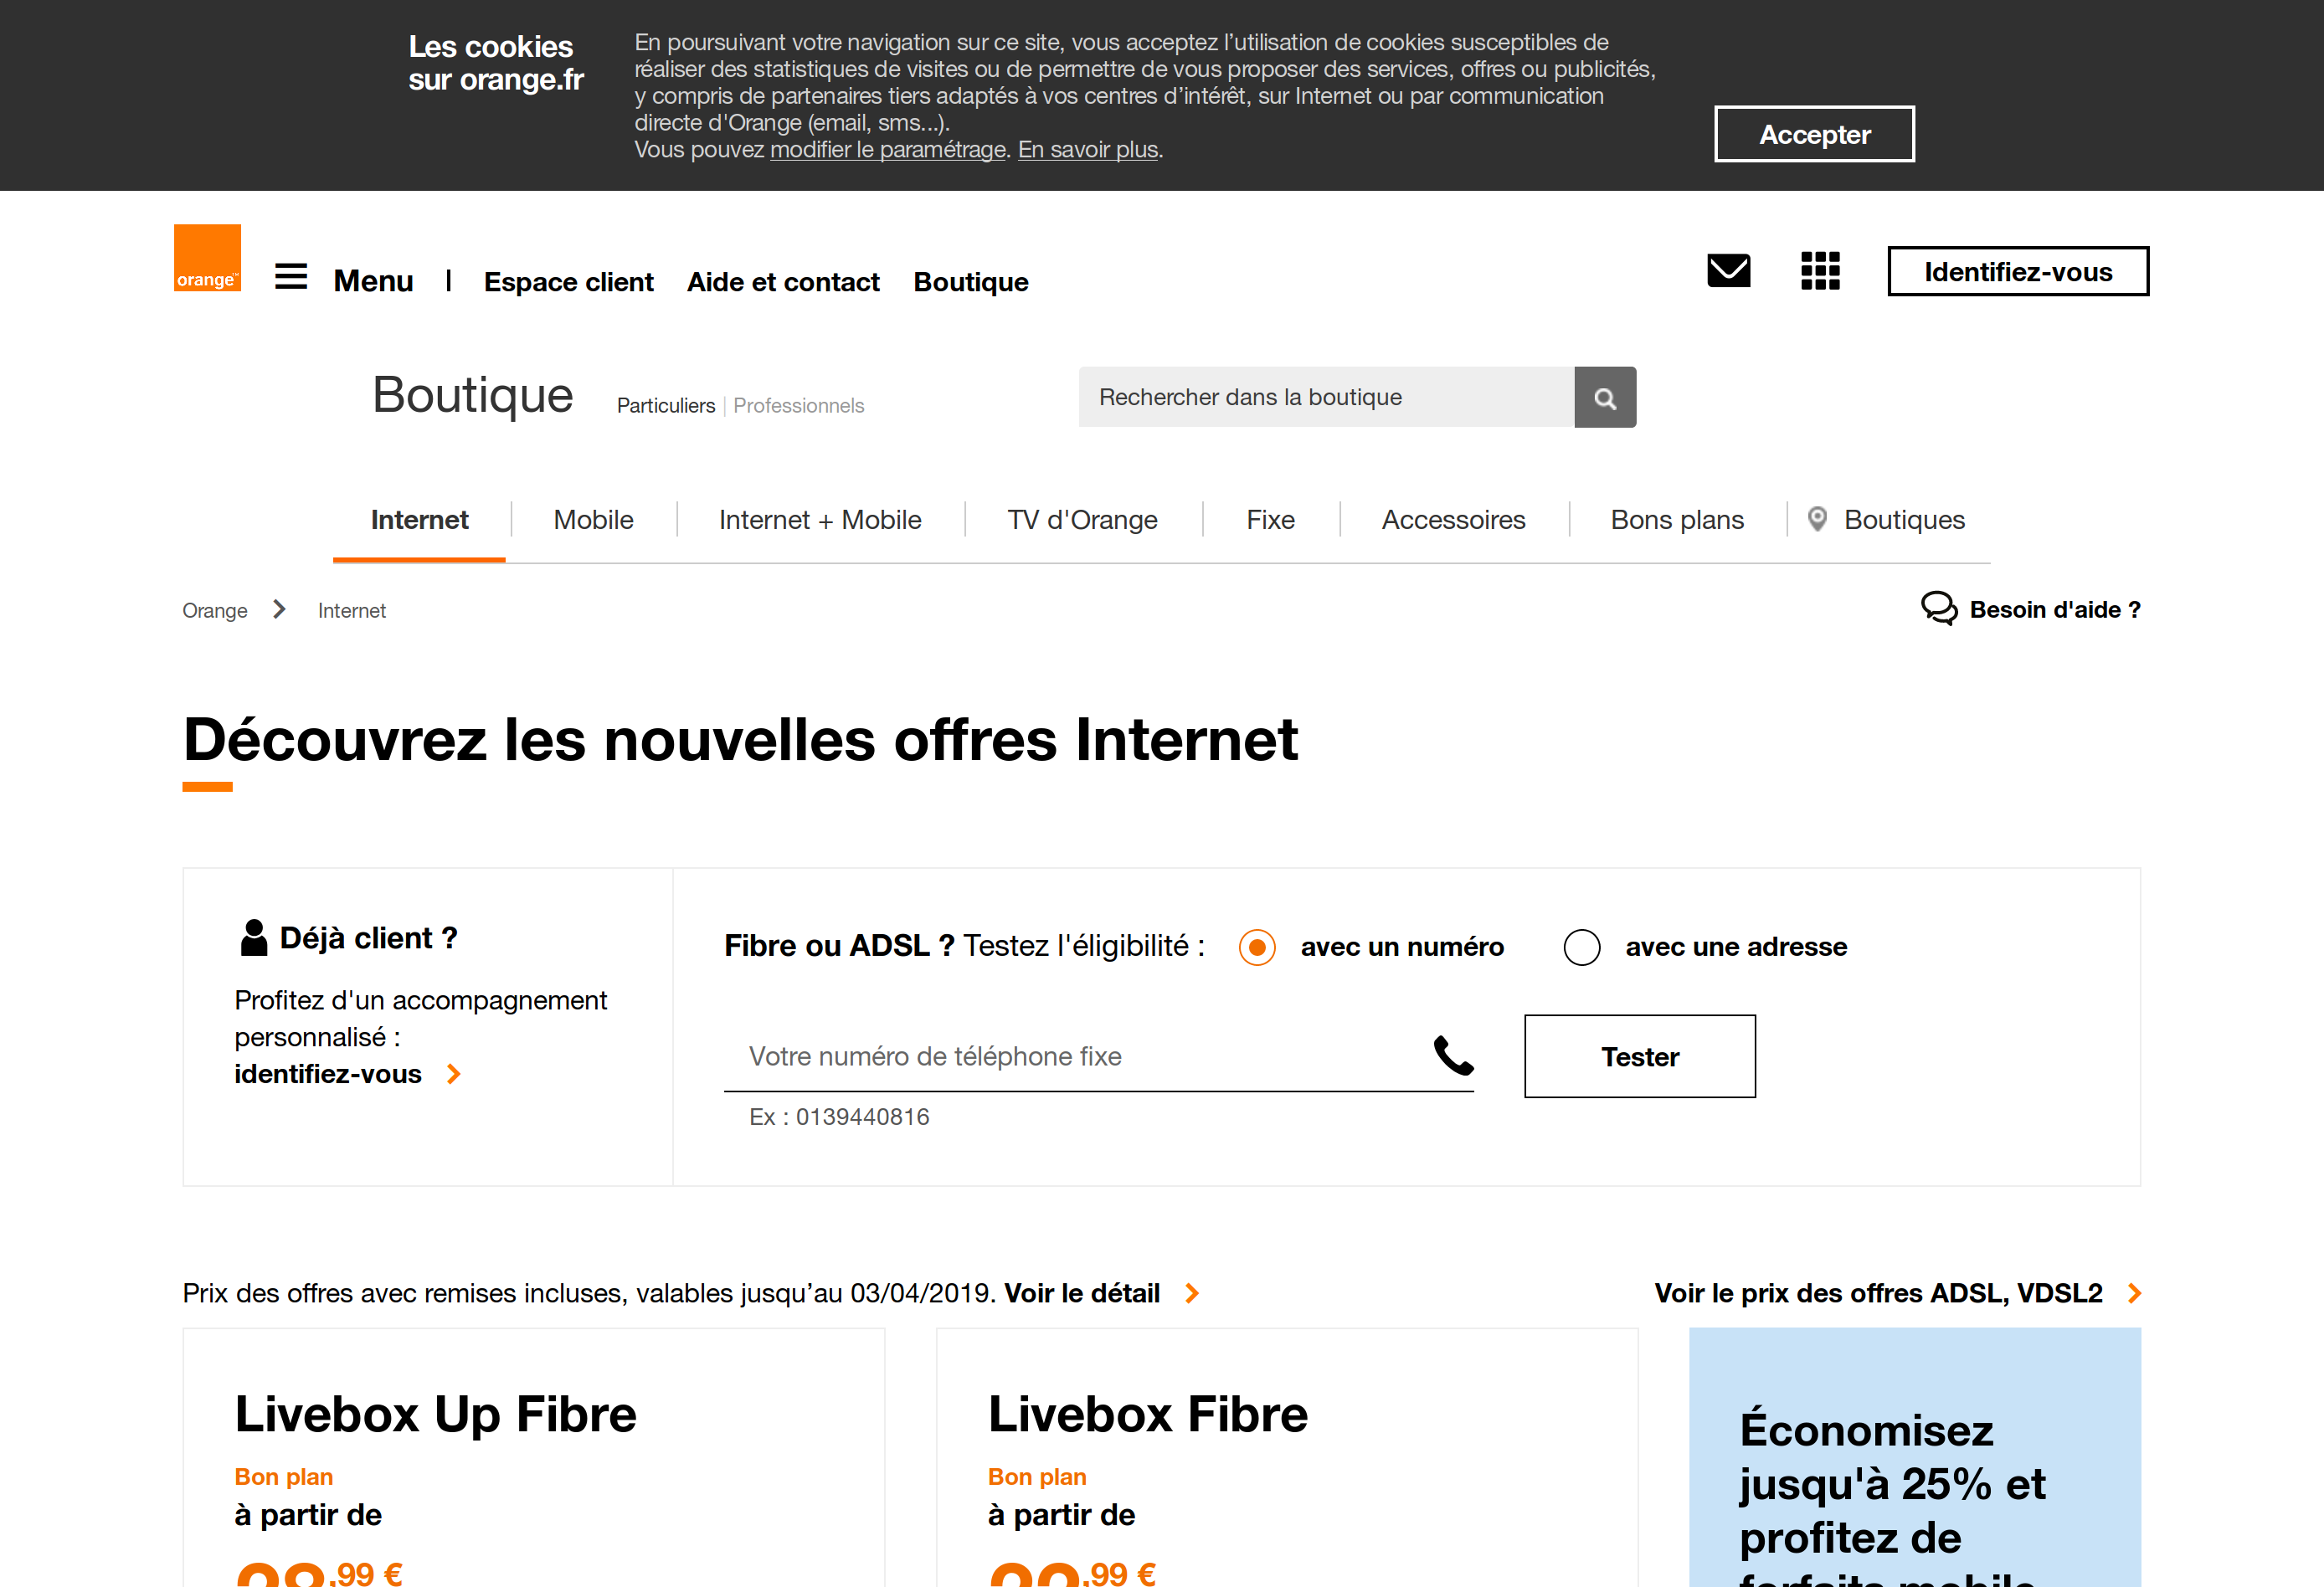 Les cookies
sur orange.fr
En poursuivant votre navigation sur ce site, vous acceptez l’utilisation de cookies susceptibles de
réaliser des statistiques de visites ou de permettre de vous proposer des services, offres ou publicités,
y compris de partenaires tiers adaptés à vos centres d’intérêt, sur Internet ou par communication
directe d'Orange (email, sms...).
Vous pouvez modifier le paramétrage. En savoir plus.
Accepter
orange™
Menu
Espace client
Aide et contact
Boutique
Identifiez-vous
Boutique
Particuliers | Professionnels
Rechercher dans la boutique
Internet
Mobile
Internet + Mobile
TV d'Orange
Fixe
Accessoires
Bons plans
Boutiques
Orange
Internet
Besoin d'aide ?
Découvrez les nouvelles offres Internet
Déjà client ?
Profitez d'un accompagnement
personnalisé :
identifiez-vous
Fibre ou ADSL ? Testez l'éligibilité :
avec un numéro
avec une adresse
Votre numéro de téléphone fixe
Tester
Ex : 0139440816
Prix des offres avec remises incluses, valables jusqu’au 03/04/2019. Voir le détail
Voir le prix des offres ADSL, VDSL2
Livebox Up Fibre
Bon plan
à partir de
,99 €
Livebox Fibre
Bon plan
à partir de
,99 €
Économisez
jusqu'à 25% et
profitez de
forfaits mobile